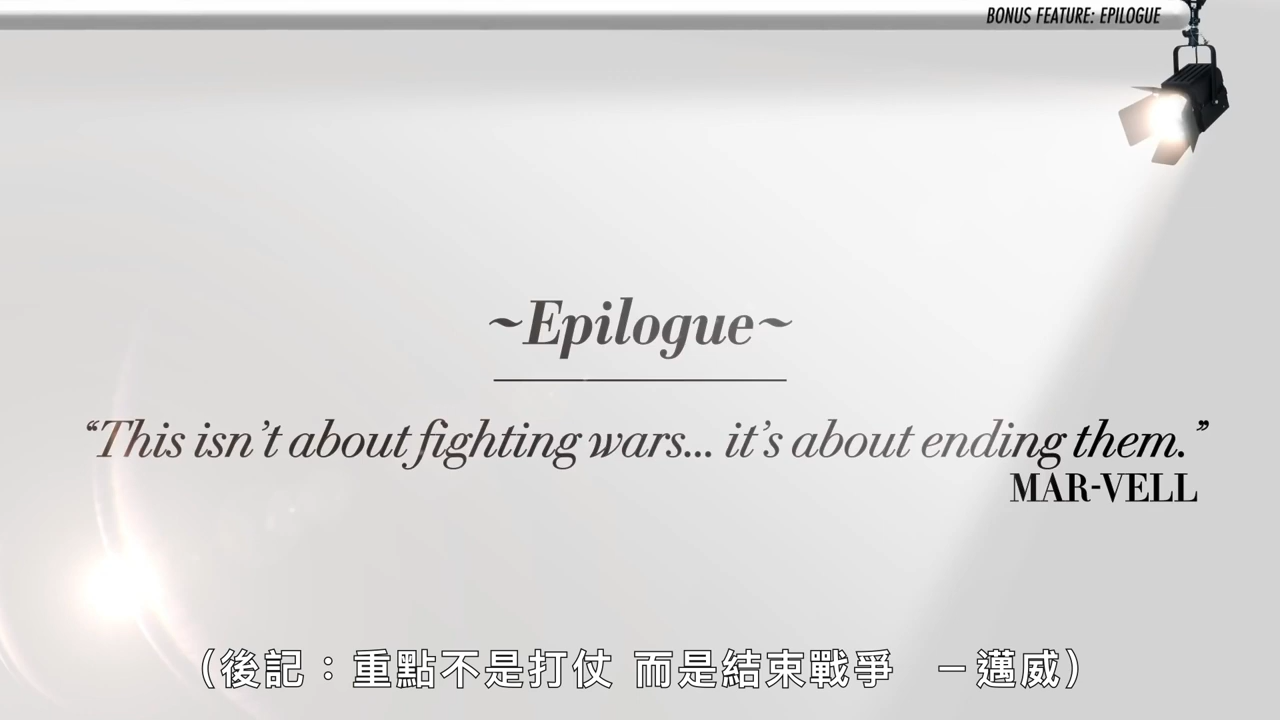 BONUS FEATURE: EPILOGUE
~Epilogue~
“This isn’t about fighting wars... it’s about ending them.”
MAR-VELL
（後記：重點不是打仗 而是結束戰爭 －邁威）